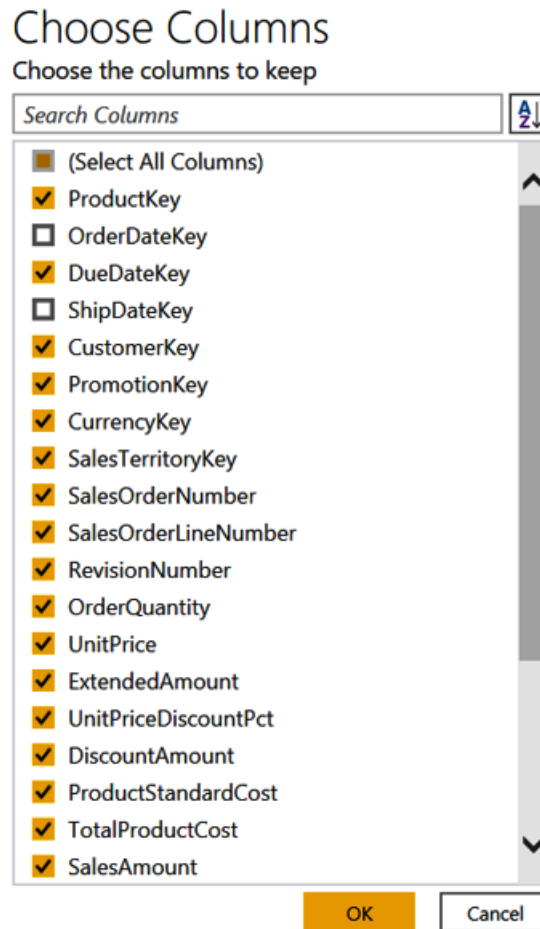 Choose Columns
Choose the columns to keep
Search Columns
AZ↓
(Select All Columns)
ProductKey
OrderDateKey
DueDateKey
ShipDateKey
CustomerKey
PromotionKey
CurrencyKey
SalesTerritoryKey
SalesOrderNumber
SalesOrderLineNumber
RevisionNumber
OrderQuantity
UnitPrice
ExtendedAmount
UnitPriceDiscountPct
DiscountAmount
ProductStandardCost
TotalProductCost
SalesAmount
OK Cancel